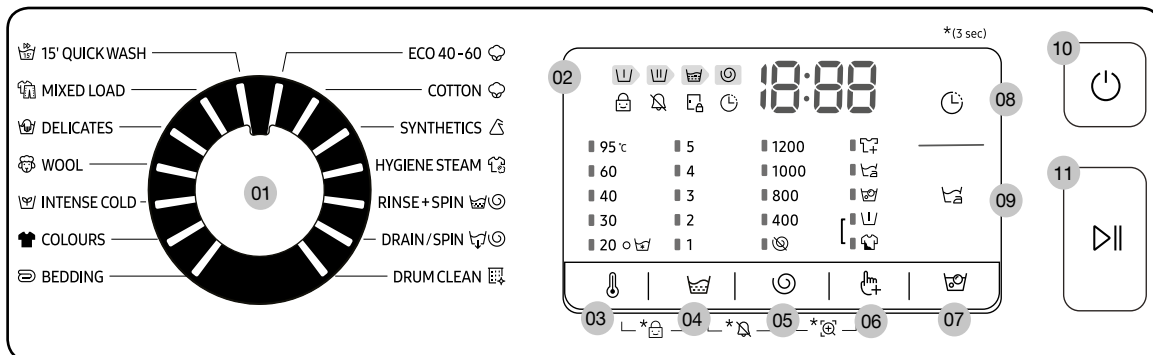 *(3 sec)
10
02
18:88
15' QUICK WASH
ECO 40-60
MIXED LOAD
COTTON
DELICATES
SYNTHETICS
WOOL
HYGIENE STEAM
INTENSE COLD
RINSE+SPIN
COLOURS
DRAIN/SPIN
BEDDING
DRUM CLEAN
01
95 ℃ 5 1200
60 4 1000
40 3 800
30 2 400
20 1
08
09
11
03 04 05 06 07
* * *